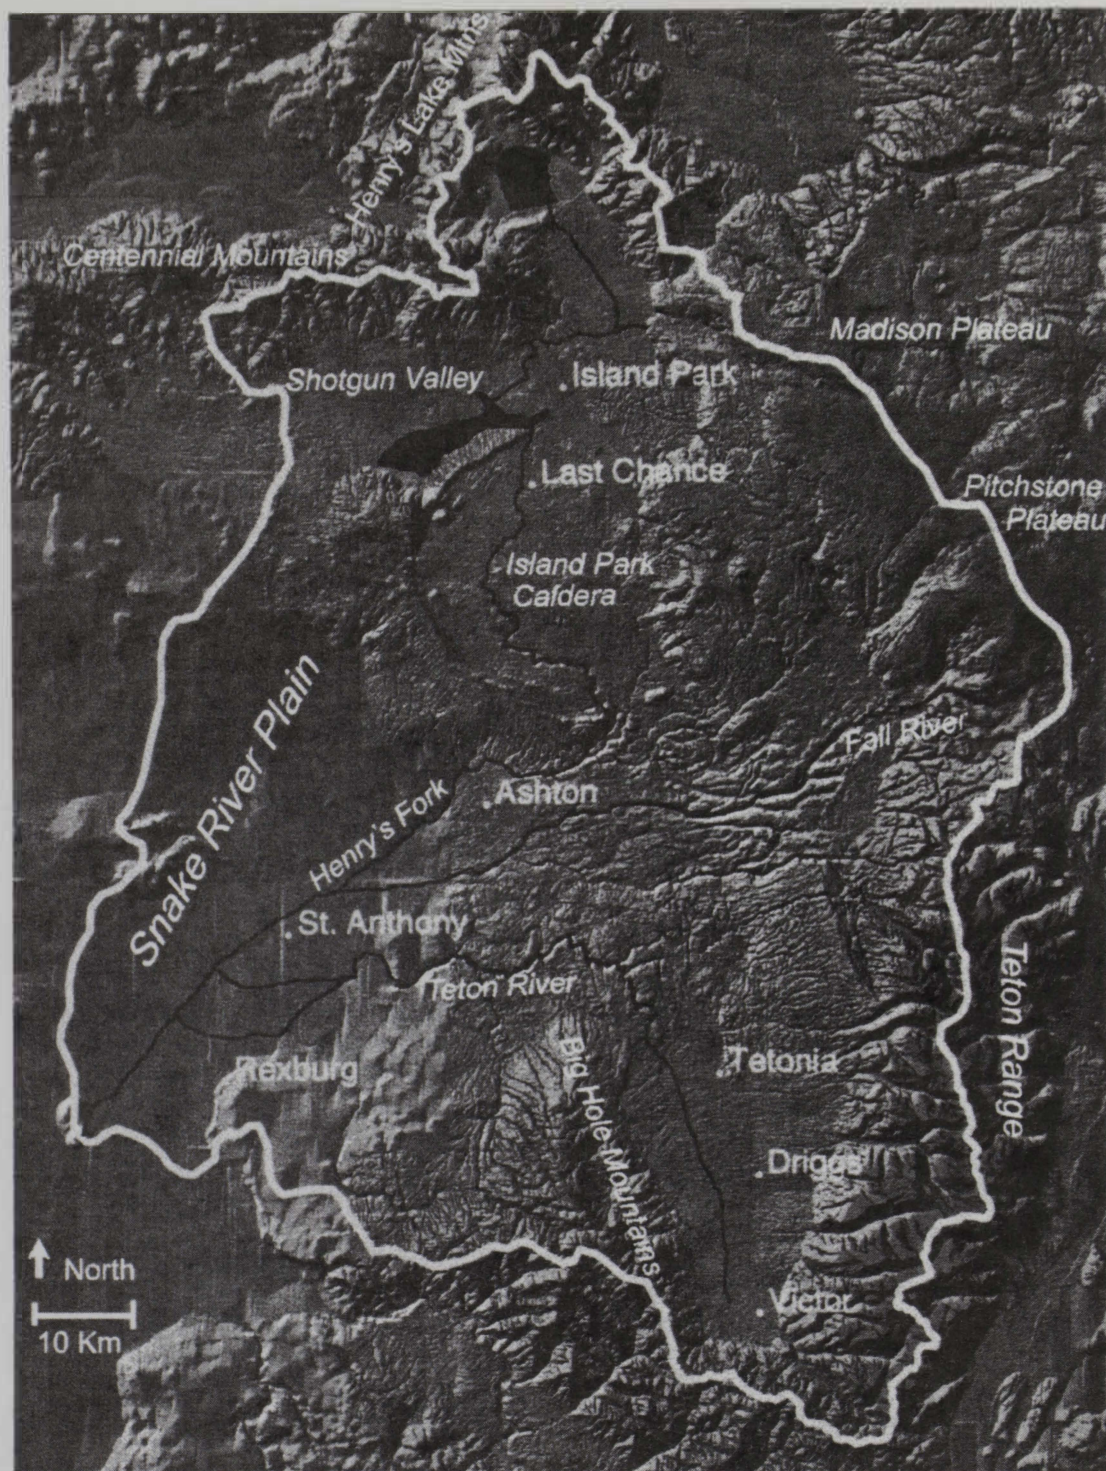 Henry's Lake Mtns
Centennial Mountains
Madison Plateau
Shotgun Valley
Island Park
Last Chance
Pitchstone
Plateau
Island Park
Caldera
Snake River Plain
Fall River
Ashton
Henry's Fork
St. Anthony
Teton River
Teton Range
Rexburg
Big Hole Mountains
Tetonia
Driggs
North
10 Km
Victor